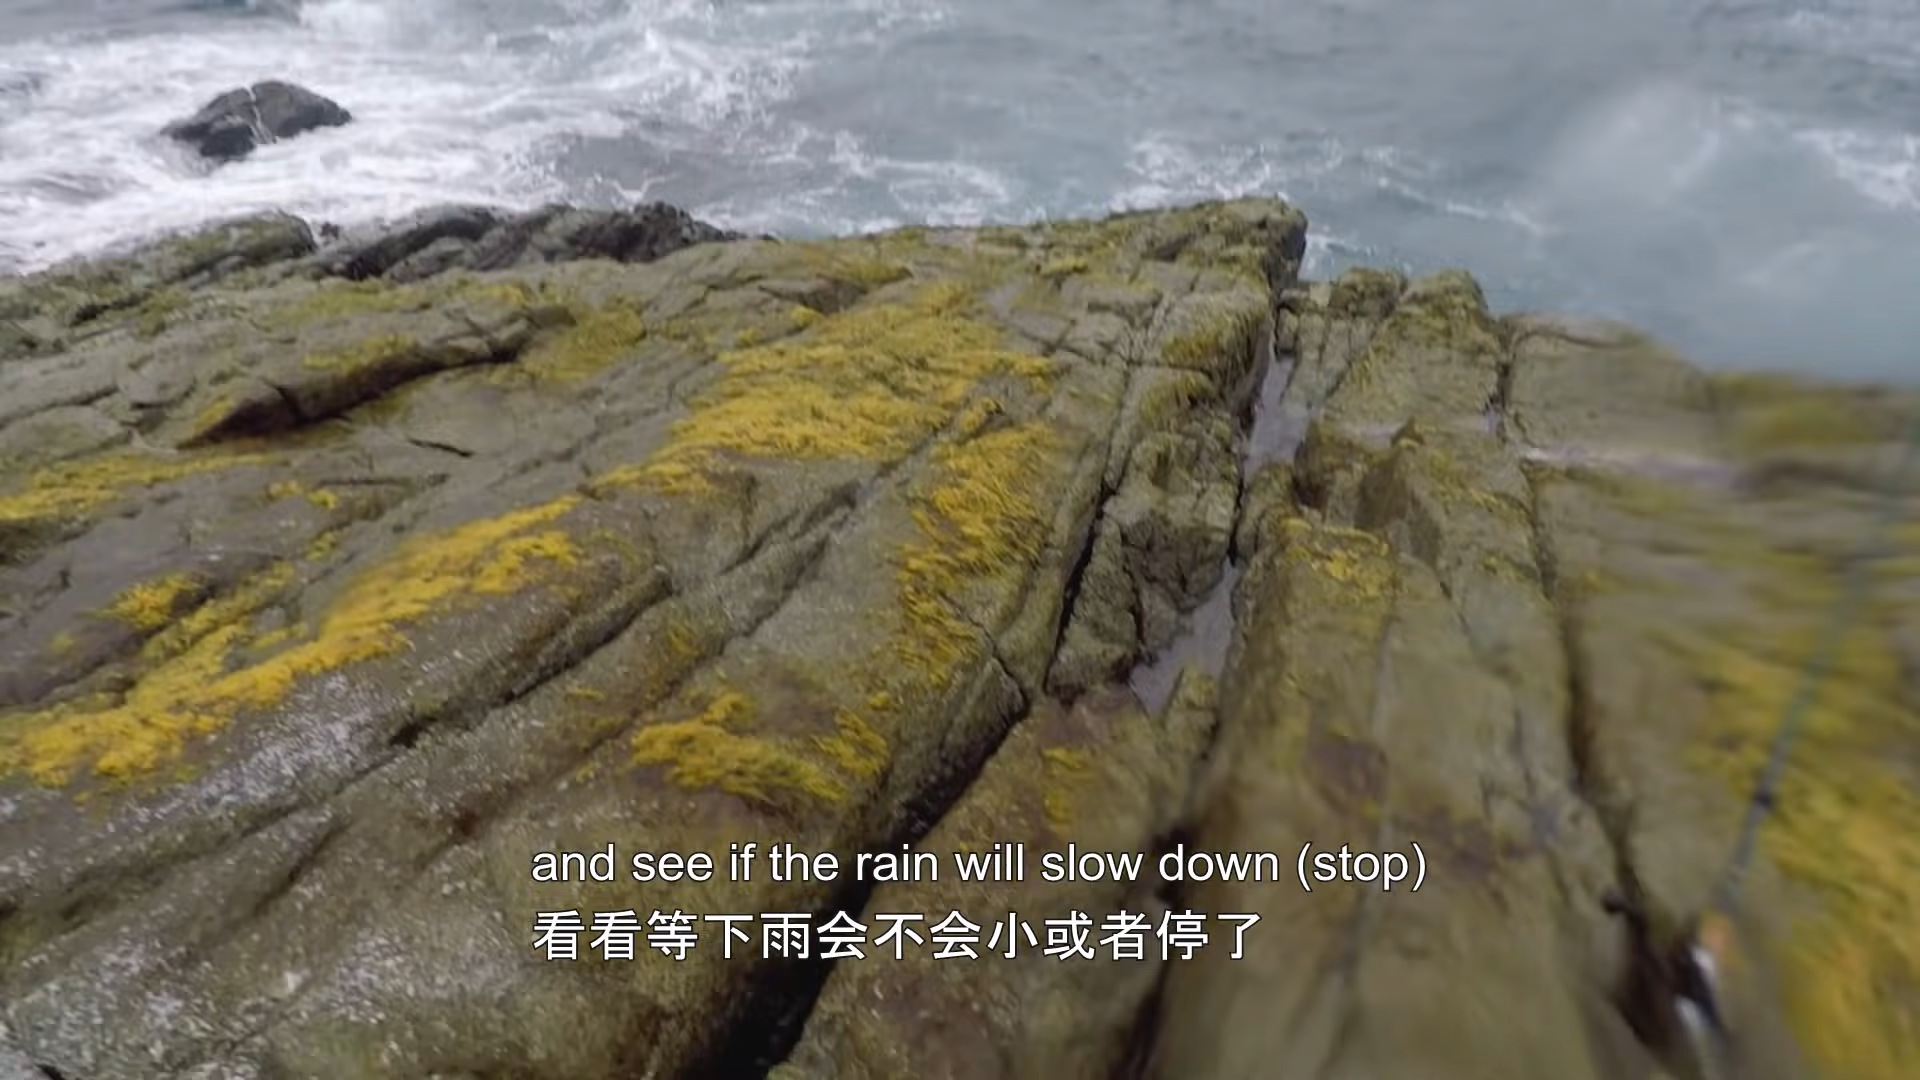 and see if the rain will slow down (stop)
看看等下雨会不会小或者停了